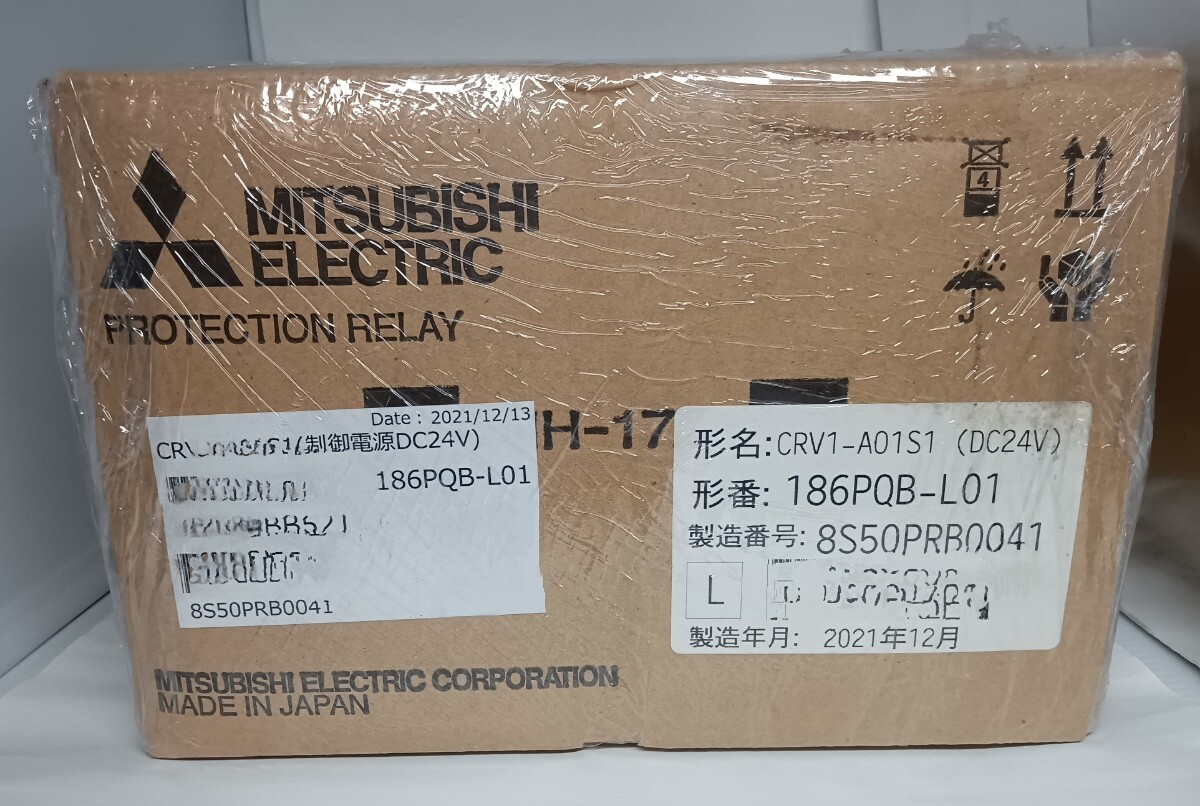 MITSUBISHI
ELECTRIC
PROTECTION RELAY
4
H-17
Date : 2021/12/13
(制御電源DC24V)
186PQB-L01
8S50PRB0041
形名:CRV1-A01S1 (DC24V)
形番: 186PQB-L01
製造番号: 8S50PRB0041
L
製造年月: 2021年12月
MITSUBISHI ELECTRIC CORPORATION
MADE IN JAPAN